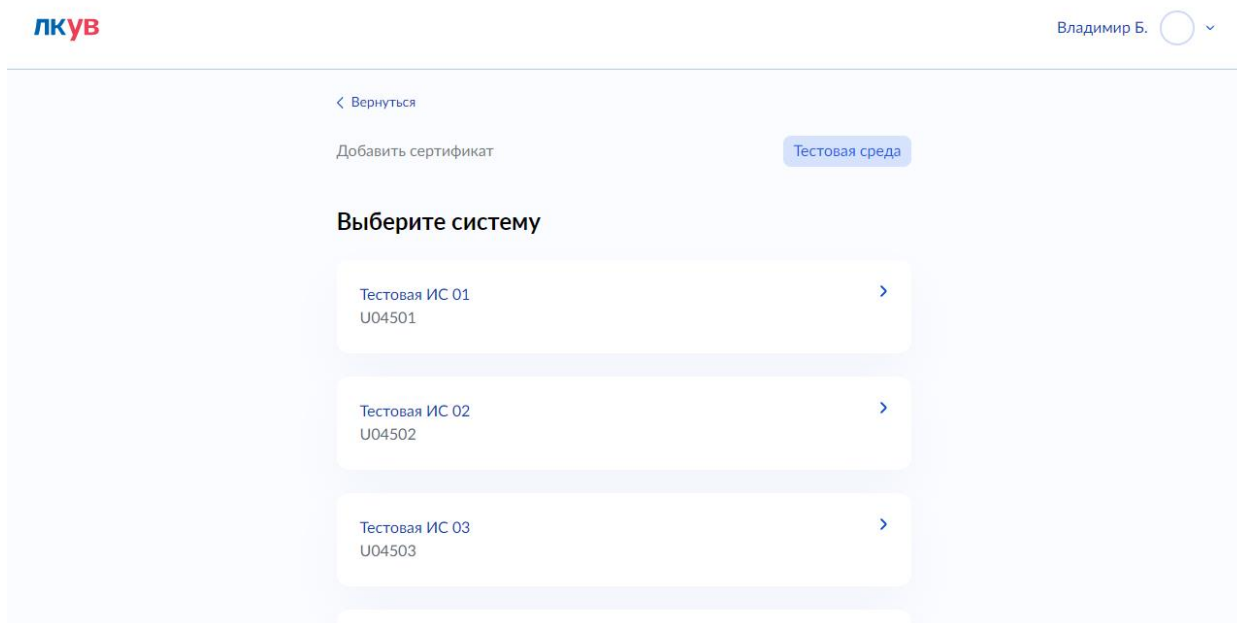 лкув
Владимир Б.
Вернуться
Добавить сертификат
Тестовая среда
Выберите систему
Тестовая ИС 01
U04501
Тестовая ИС 02
U04502
Тестовая ИС 03
U04503